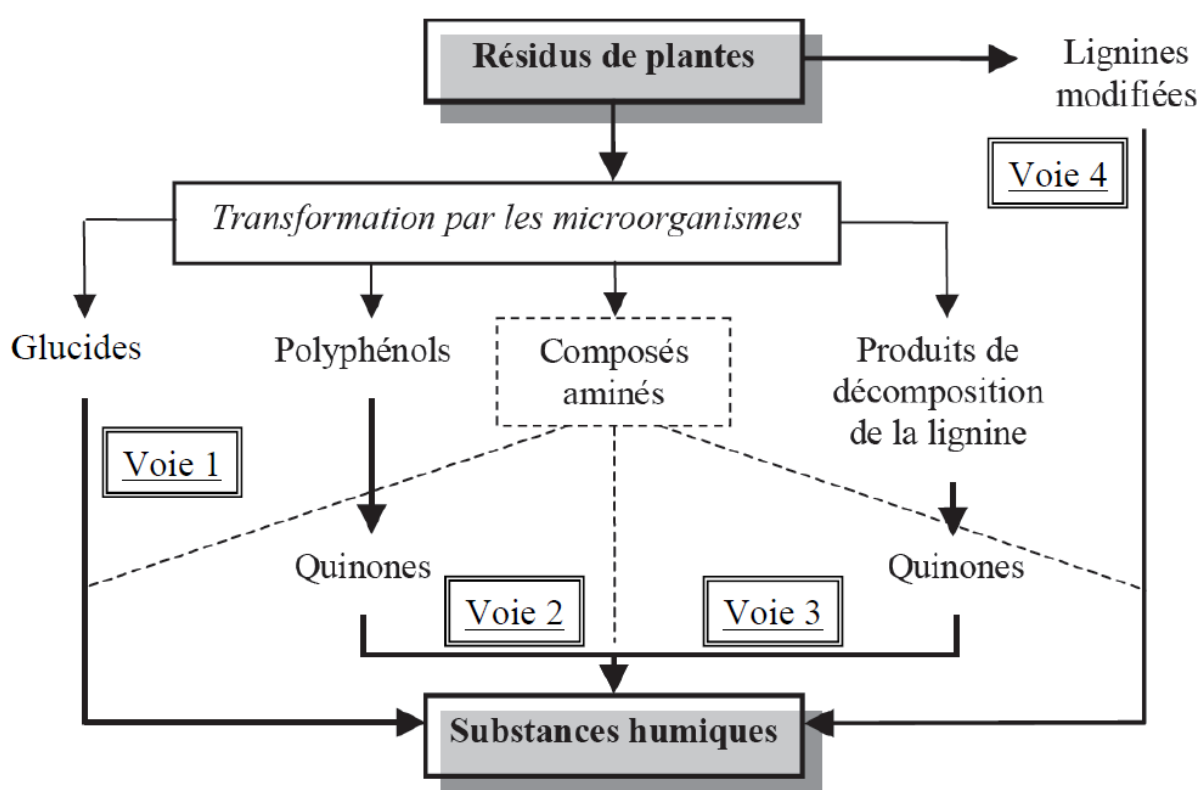 Résidus de plantes
Lignines
modifiées
Voie 4
Transformation par les microorganismes
Glucides
Polyphénols
Composés
aminés
Produits de
décomposition
de la lignine
Voie 1
Quinones
Quinones
Voie 2
Voie 3
Substances humiques